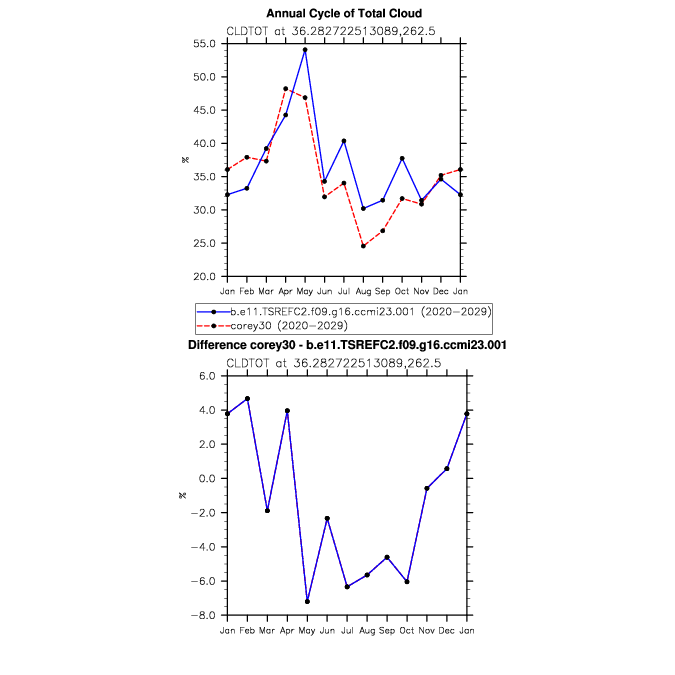 Annual Cycle of Total Cloud
CLDTOT at 36.282722513089,262.5
55.0
50.0
45.0
40.0
35.0
30.0
25.0
20.0
%
Jan Feb Mar Apr May Jun Jul Aug Sep Oct Nov Dec Jan
b.e11.TSREFC2.f09.g16.ccmi23.001 (2020-2029)
corey30 (2020-2029)
Difference corey30 - b.e11.TSREFC2.f09.g16.ccmi23.001
CLDTOT at 36.282722513089,262.5
6.0
4.0
2.0
0.0
-2.0
-4.0
-6.0
-8.0
%
Jan Feb Mar Apr May Jun Jul Aug Sep Oct Nov Dec Jan